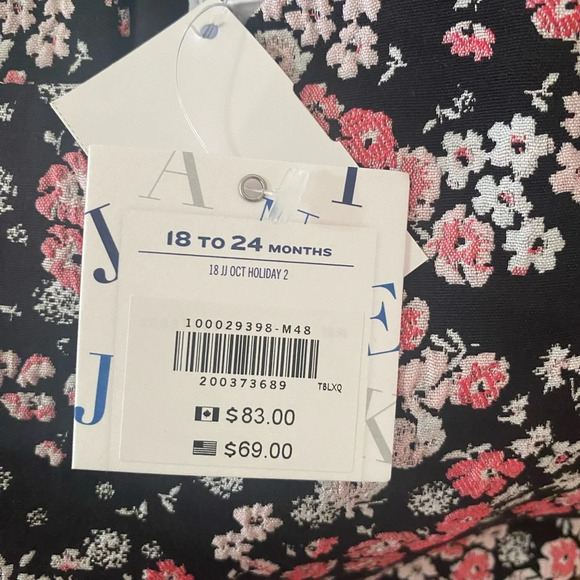 A I
J
18 TO 24 MONTHS
18 JJ OCT HOLIDAY 2
100029398-M48
200373689 TBLXQ
$83.00
$69.00
E
J
K